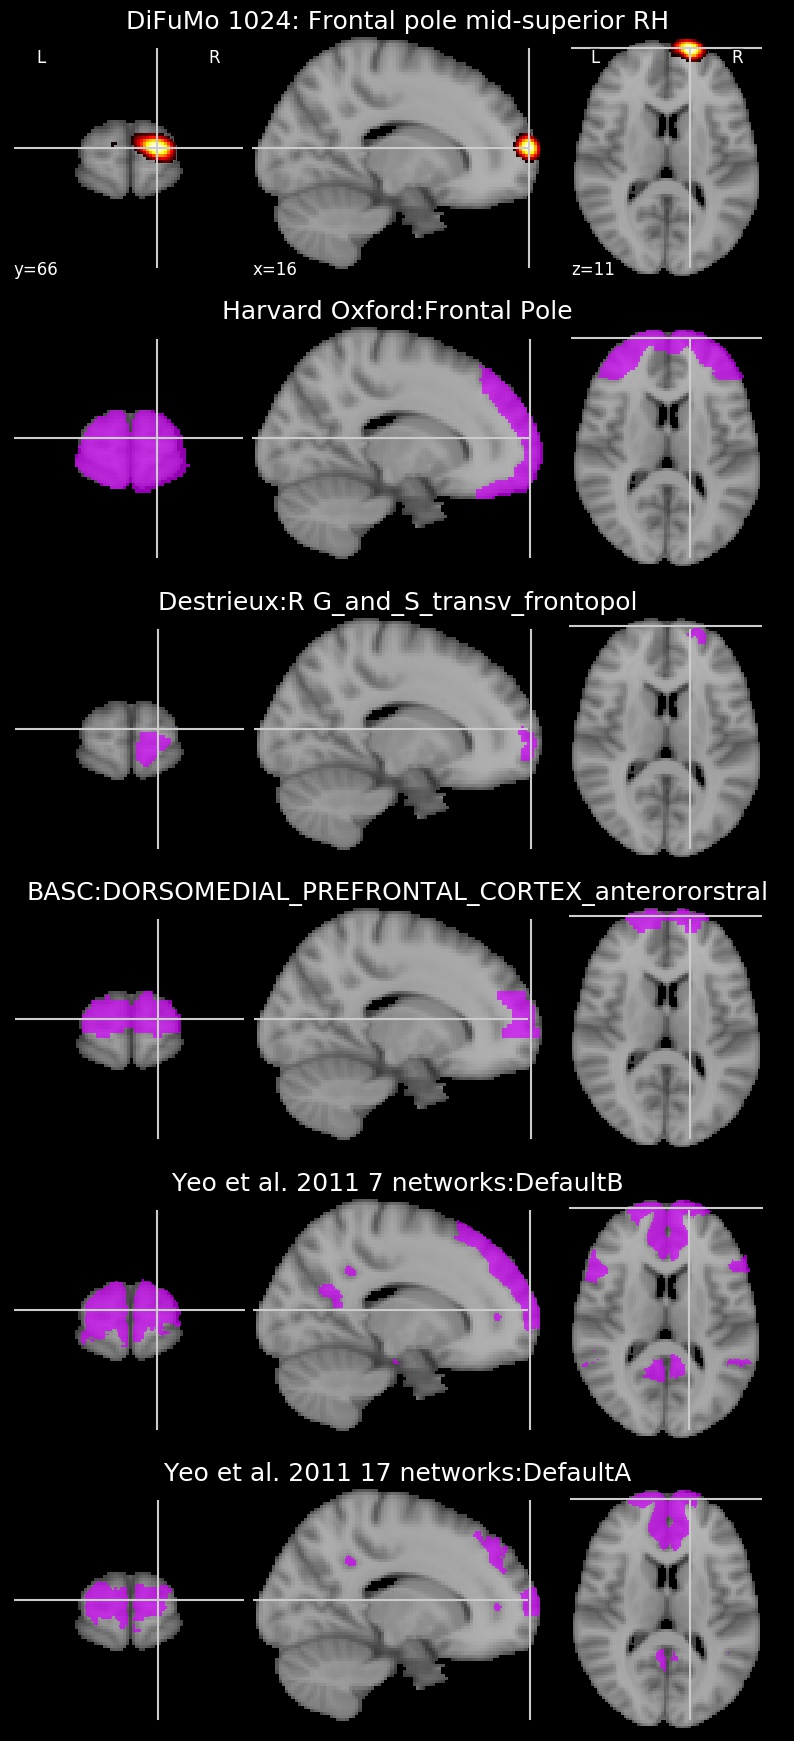 DiFuMo 1024: Frontal pole mid-superior RH
L R L R
y=66 x=16 z=11
Harvard Oxford:Frontal Pole
Destrieux:R G_and_S_transv_frontopol
BASC:DORSOMEDIAL_PREFRONTAL_CORTEX_anterororstral
Yeo et al. 2011 7 networks:DefaultB
Yeo et al. 2011 17 networks:DefaultA